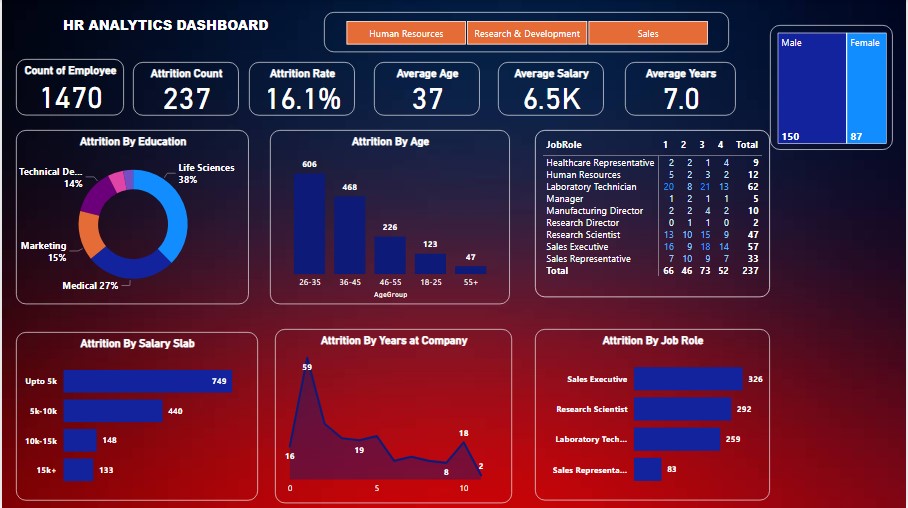 HR ANALYTICS DASHBOARD
Human Resources Research & Development Sales
Male Female
150 87
Count of Employee
1470
Attrition Count
237
Attrition Rate
16.1%
Average Age
37
Average Salary
6.5K
Average Years
7.0
Attrition By Education
Technical De...
14%
Life Sciences
38%
Marketing
15%
Medical 27%
Attrition By Age
606
468
226
123
47
26-35 36-45 46-55 18-25 55+
AgeGroup
JobRole 1 2 3 4 Total
Healthcare Representative 2 2 1 4 9
Human Resources 5 2 3 2 12
Laboratory Technician 20 8 21 13 62
Manager 1 2 1 1 5
Manufacturing Director 2 2 4 2 10
Research Director 0 1 1 0 2
Research Scientist 13 10 15 9 47
Sales Executive 16 9 18 14 57
Sales Representative 7 10 9 7 33
Total 66 46 73 52 237
Attrition By Salary Slab
Upto 5k 749
5k-10k 440
10k-15k 148
15k+ 133
Attrition By Years at Company
59
16
19
18
8
2
0 5 10
Attrition By Job Role
Sales Executive 326
Research Scientist 292
Laboratory Tech... 259
Sales Representa... 83